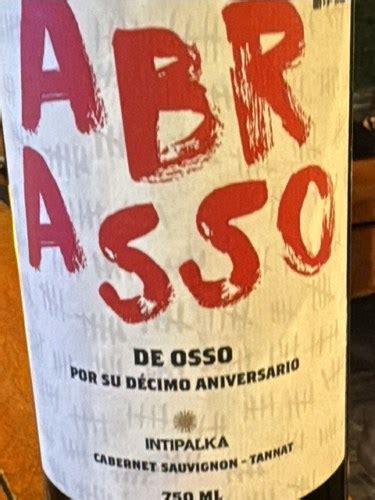 ABR
ASSO
DE OSSO
POR SU DÉCIMO ANIVERSARIO
INTIPALKA
CABERNET SAUVIGNON - TANNAT
750 ML